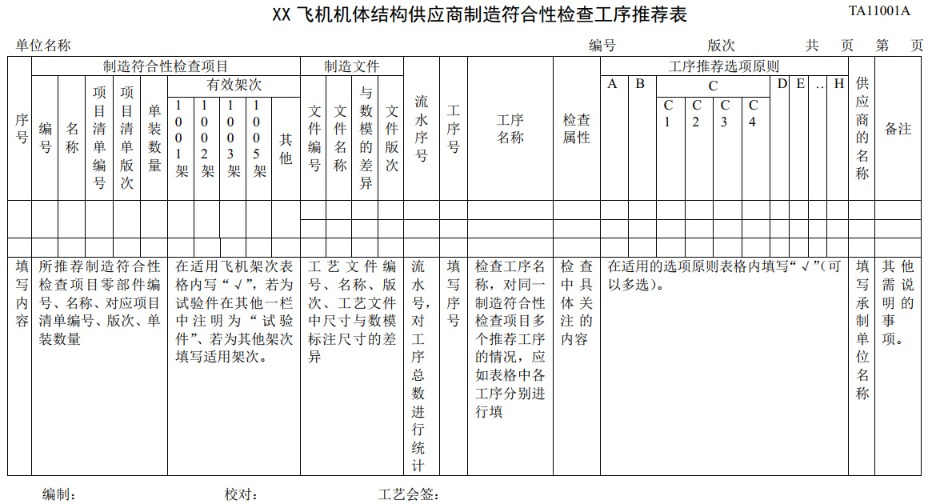 XX 飞机机体结构供应商制造符合性检查工序推荐表
TA11001A
单位名称 编号 版次 共 页 第 页
序号
制造符合性检查项目
编号
名称
项目清单编号
项目清单版次
单装数量
有效架次
10001架
10002架
10003架
10005架
其他
制造文件
文件编号
文件名称
与数模的差异
文件版次
流水序号
工序号
工序
名称
检查
属性
工序推荐选项原则
A B C D E … H
C1 C2 C3 C4
供应商的名称
备注
填写内容
所推荐制造符合性
检查项目零部件编
号、名称、对应项目
清单编号、版次、单
装数量
在适用飞机架次表
格内写“√”,若为
试验件在其他一栏
中注明为“试验
件”、若为其他架次
填写适用架次。
工艺文件编
号、名称、版
次、工艺文件
中尺寸与数模
标注尺寸的差
异
流水号,对工序总数进行统计
填写序号
检查工序名
称,对同一
制造符合性
检查项目多
个推荐工序
的情况,应
如表格中各
工序分别进
行填
检查
中具
体关
注的
内容
在适用的选项原则表格内填写“√”(可
以多选)。
填写承制单位名称
其他
需说
明的
事
项。
编制: 校对: 工艺会签: